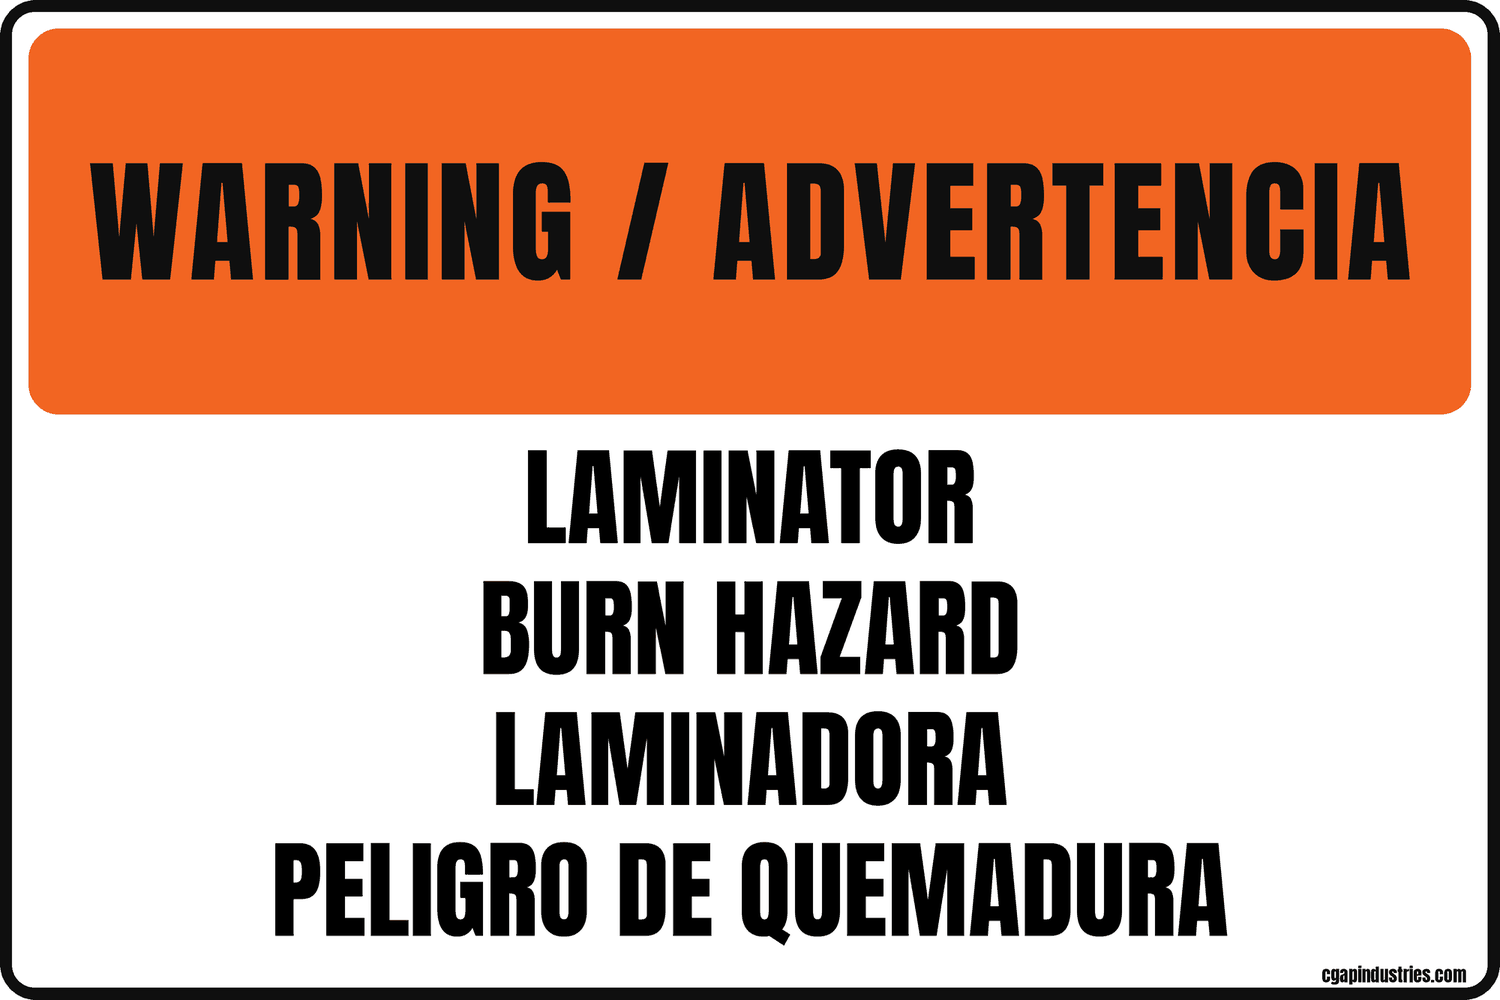 WARNING / ADVERTENCIA
LAMINATOR
BURN HAZARD
LAMINADORA
PELIGRO DE QUEMADURA
cgapindustries.com